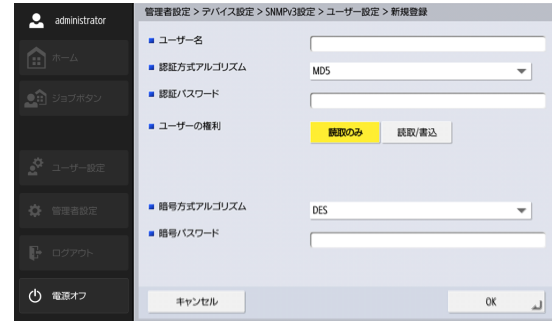 administrator
ホーム
ジョブボタン
ユーザー設定
管理者設定
ログアウト
電源オフ
管理者設定 > デバイス設定 > SNMPv3設定 > ユーザー設定 > 新規登録
ユーザー名
認証方式アルゴリズム
MD5
認証パスワード
ユーザーの権利
読取のみ
読取/書込
暗号方式アルゴリズム
DES
暗号パスワード
キャンセル
OK